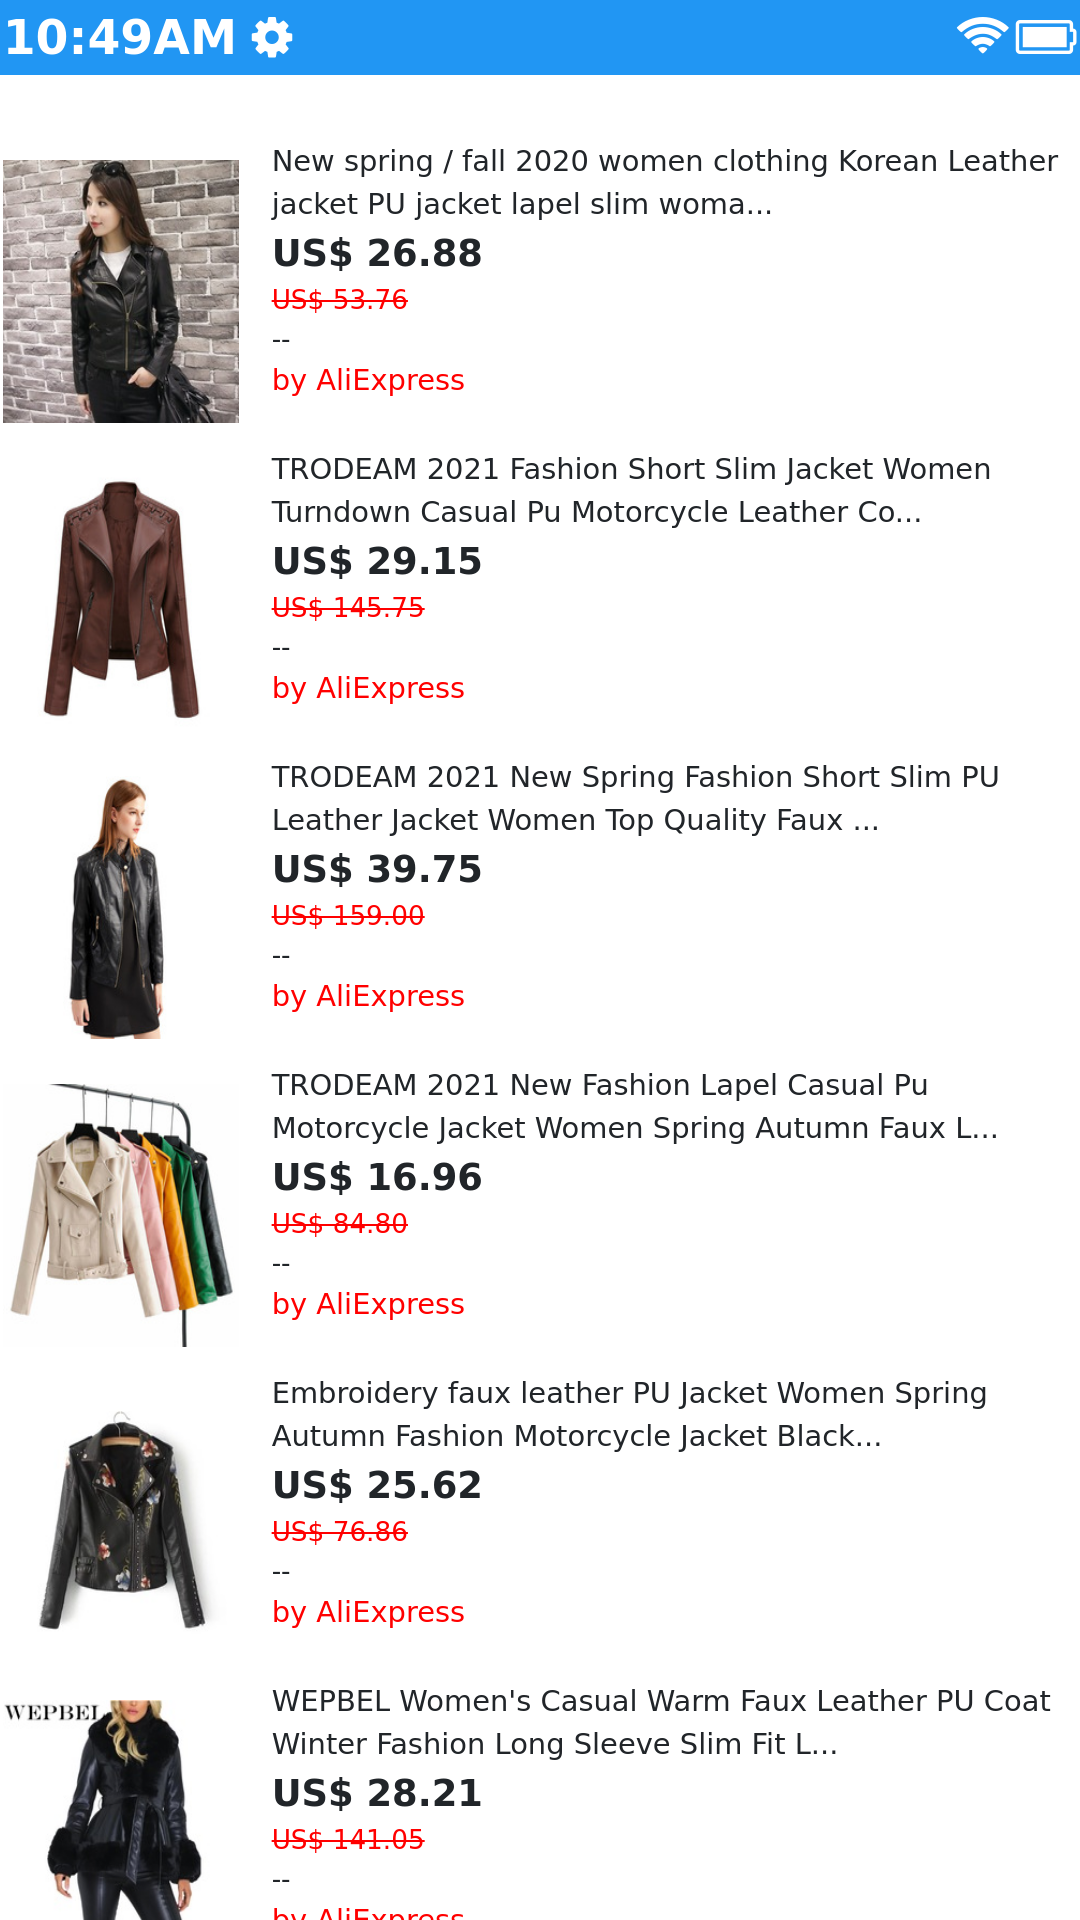 10:49AM
New spring / fall 2020 women clothing Korean Leather
jacket PU jacket lapel slim woma...
US$ 26.88
US$ 53.76
--
by AliExpress
TRODEAM 2021 Fashion Short Slim Jacket Women
Turndown Casual Pu Motorcycle Leather Co...
US$ 29.15
US$ 145.75
--
by AliExpress
TRODEAM 2021 New Spring Fashion Short Slim PU
Leather Jacket Women Top Quality Faux ...
US$ 39.75
US$ 159.00
--
by AliExpress
TRODEAM 2021 New Fashion Lapel Casual Pu
Motorcycle Jacket Women Spring Autumn Faux L...
US$ 16.96
US$ 84.80
--
by AliExpress
Embroidery faux leather PU Jacket Women Spring
Autumn Fashion Motorcycle Jacket Black...
US$ 25.62
US$ 76.86
--
by AliExpress
WEPBEL
WEPBEL Women's Casual Warm Faux Leather PU Coat
Winter Fashion Long Sleeve Slim Fit L...
US$ 28.21
US$ 141.05
--
by AliExpress